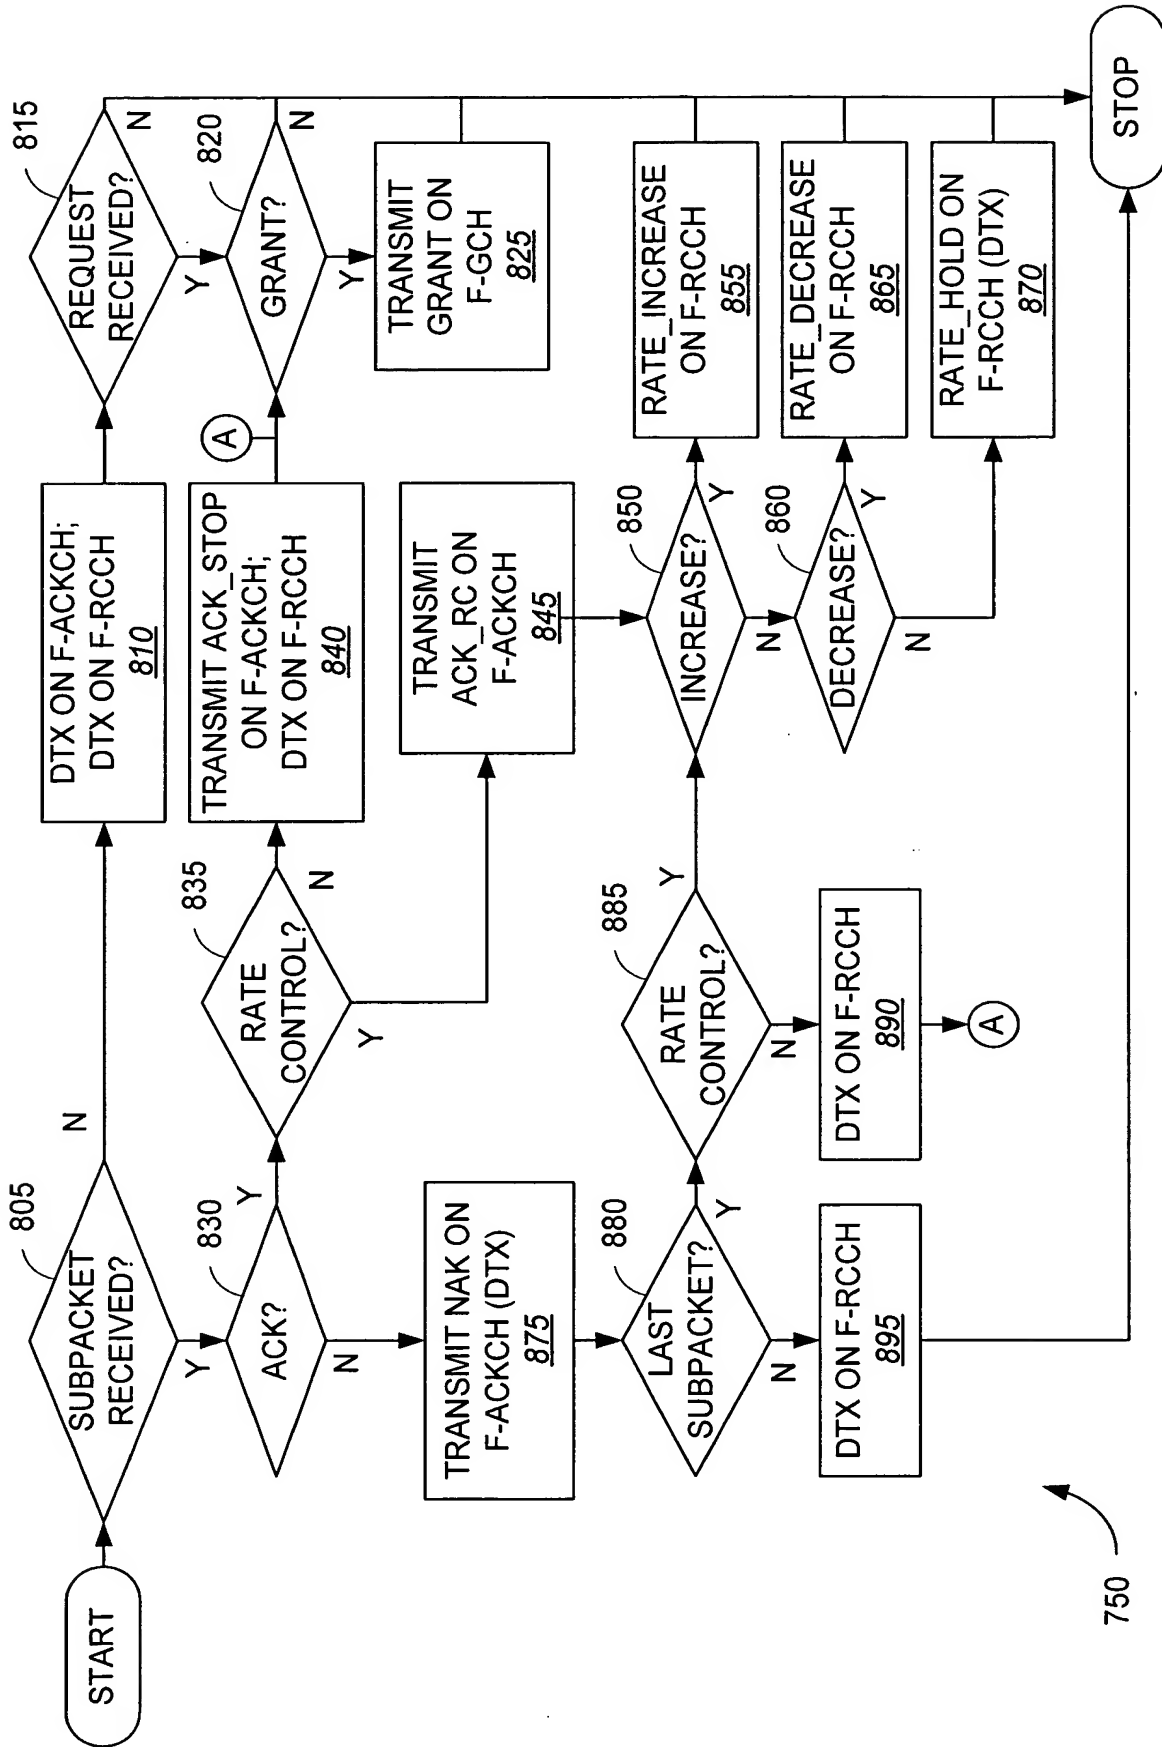 START
SUBPACKET
RECEIVED?
805
N
Y
DTX ON F-ACKCH;
DTX ON F-RCCH
810
REQUEST
RECEIVED?
815
N
Y
ACK?
830
Y
N
RATE
CONTROL?
835
N
Y
TRANSMIT ACK_STOP
ON F-ACKCH;
DTX ON F-RCCH
840
A
GRANT?
820
N
Y
TRANSMIT
GRANT ON
F-GCH
825
TRANSMIT NAK ON
F-ACKCH (DTX)
875
TRANSMIT
ACK_RC ON
F-ACKCH
845
LAST
SUBPACKET?
880
Y
N
RATE
CONTROL?
885
Y
N
INCREASE?
850
Y
N
RATE_INCREASE
ON F-RCCH
855
DTX ON F-RCCH
895
DTX ON F-RCCH
890
A
DECREASE?
860
Y
N
RATE_DECREASE
ON F-RCCH
865
RATE_HOLD ON
F-RCCH (DTX)
870
STOP
750